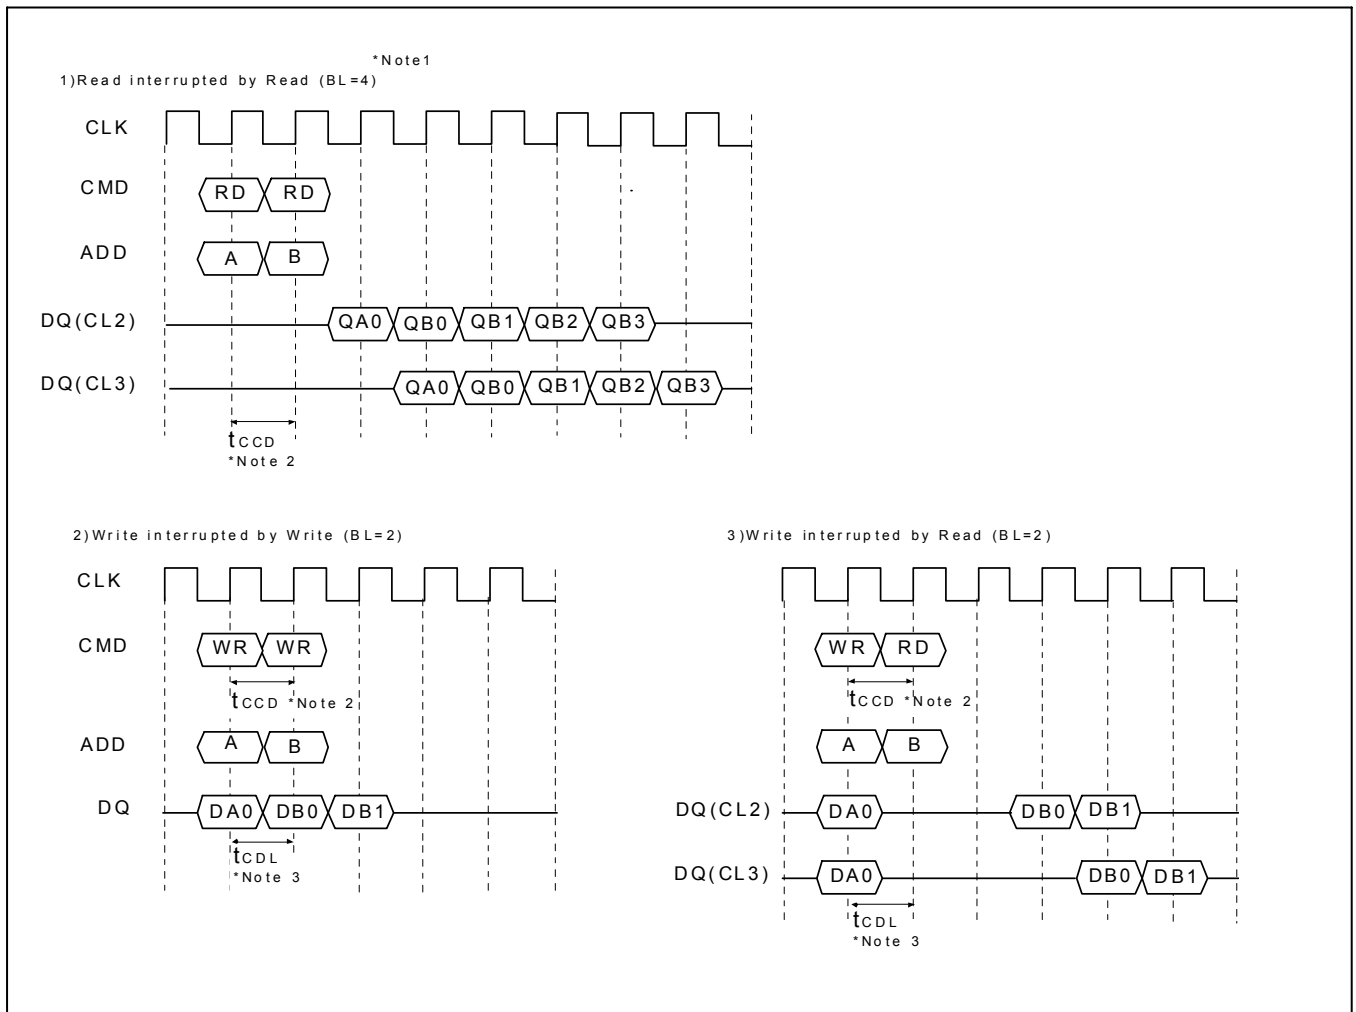 *Note1
1)Read interrupted by Read (BL=4)
CLK
CMD RD RD
ADD A B
DQ(CL2) QA0 QB0 QB1 QB2 QB3
DQ(CL3) QA0 QB0 QB1 QB2 QB3
tCCD
*Note 2
2)Write interrupted by Write (BL=2)
CLK
CMD WR WR
tCCD *Note 2
ADD A B
DQ DA0 DB0 DB1
tCDL
*Note 3
3)Write interrupted by Read (BL=2)
WR RD
tCCD *Note 2
A B
DQ(CL2) DA0 DB0 DB1
DQ(CL3) DA0 DB0 DB1
tCDL
*Note 3